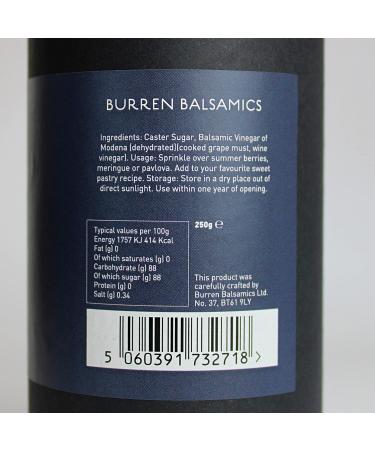 BURREN BALSAMICS
Ingredients: Caster Sugar, Balsamic Vinegar of
Modena (dehydrated)(cooked grape must, wine
vinegar). Usage: Sprinkle over summer berries,
meringue or pavlova. Add to your favourite sweet
pastry recipe. Storage: Store in a dry place out of
direct sunlight. Use within one year of opening.
250g ℮
Typical values per 100g
Energy 1757 KJ 414 Kcal
Fat (g) 0
Of which saturates (g) 0
Carbohydrate (g) 88
Of which sugar (g) 88
Protein (g) 0
Salt (g) 0.34
This product was
carefully crafted by
Burren Balsamics Ltd.
No. 37, BT61 9LY
5 060391 732718 >